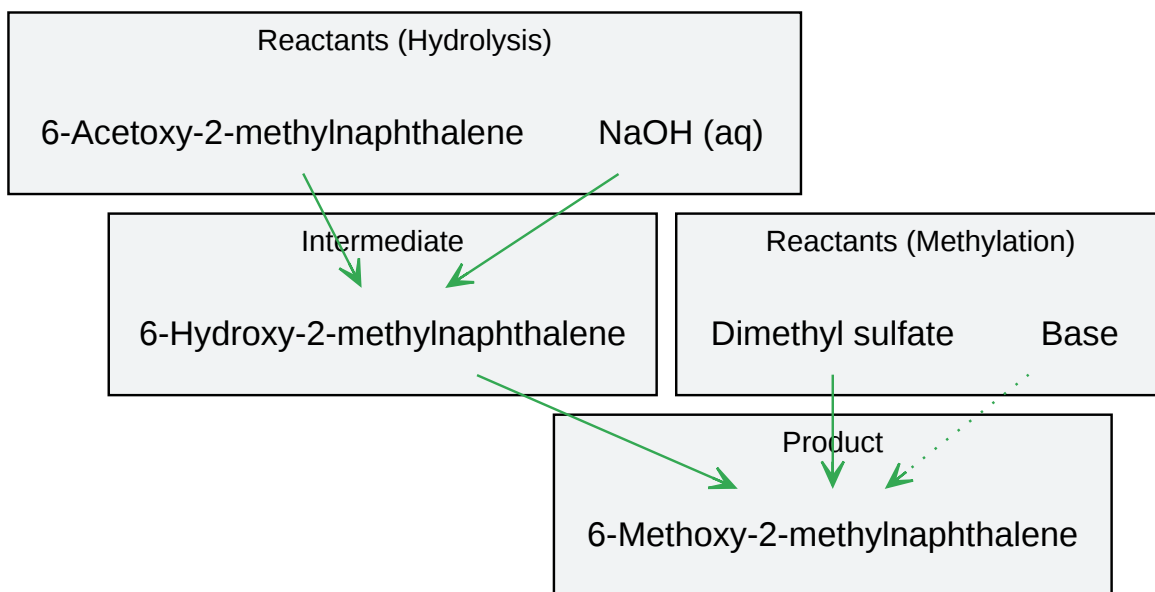 Reactants (Hydrolysis)
6-Acetoxy-2-methylnaphthalene
NaOH (aq)
Intermediate
6-Hydroxy-2-methylnaphthalene
Reactants (Methylation)
Dimethyl sulfate
Base
Product
6-Methoxy-2-methylnaphthalene